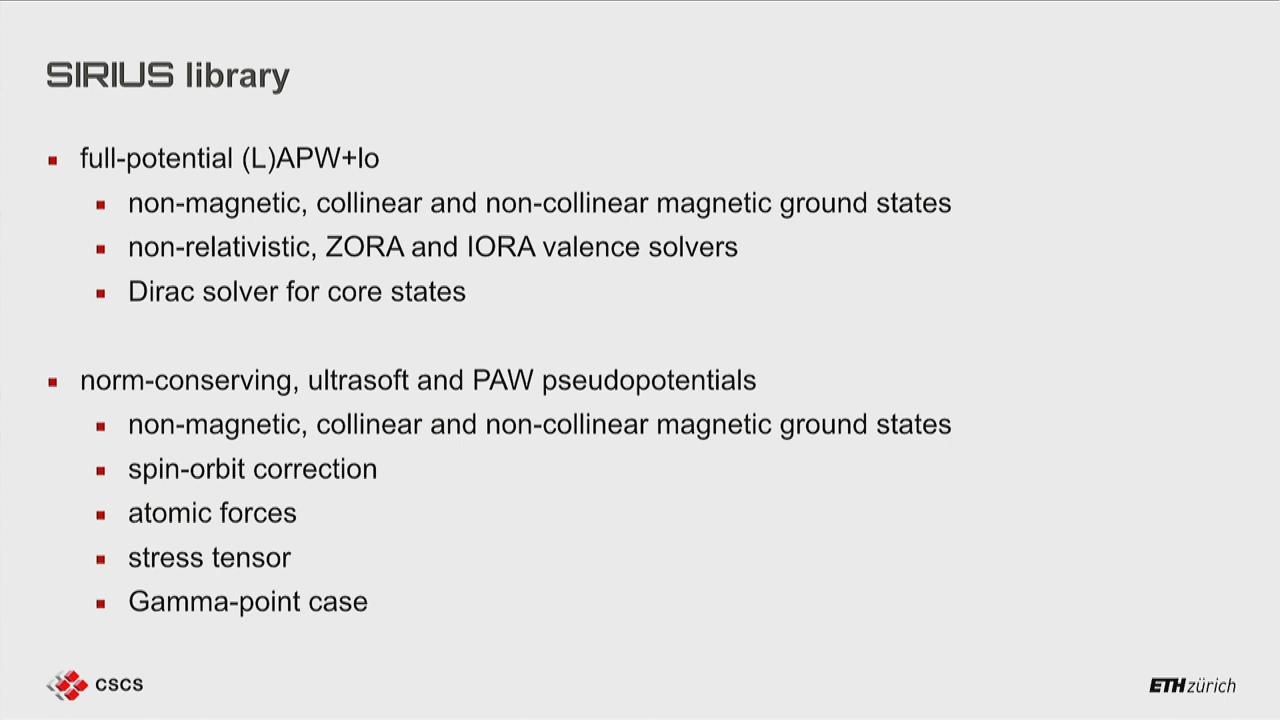 SIRIUS library
full-potential (L)APW+lo
non-magnetic, collinear and non-collinear magnetic ground states
non-relativistic, ZORA and IORA valence solvers
Dirac solver for core states
norm-conserving, ultrasoft and PAW pseudopotentials
non-magnetic, collinear and non-collinear magnetic ground states
spin-orbit correction
atomic forces
stress tensor
Gamma-point case
CSCS
ETH zürich